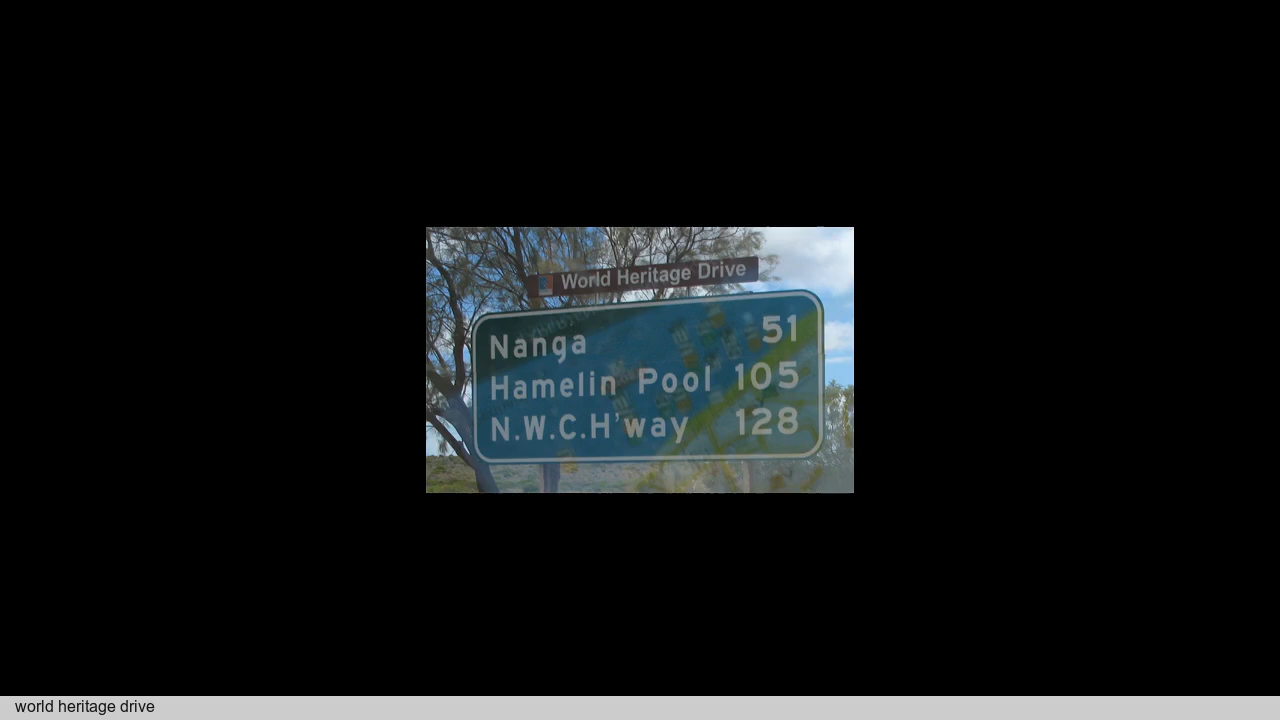 World Heritage Drive
Nanga 51
Hamelin Pool 105
N.W.C.H'way 128
world heritage drive